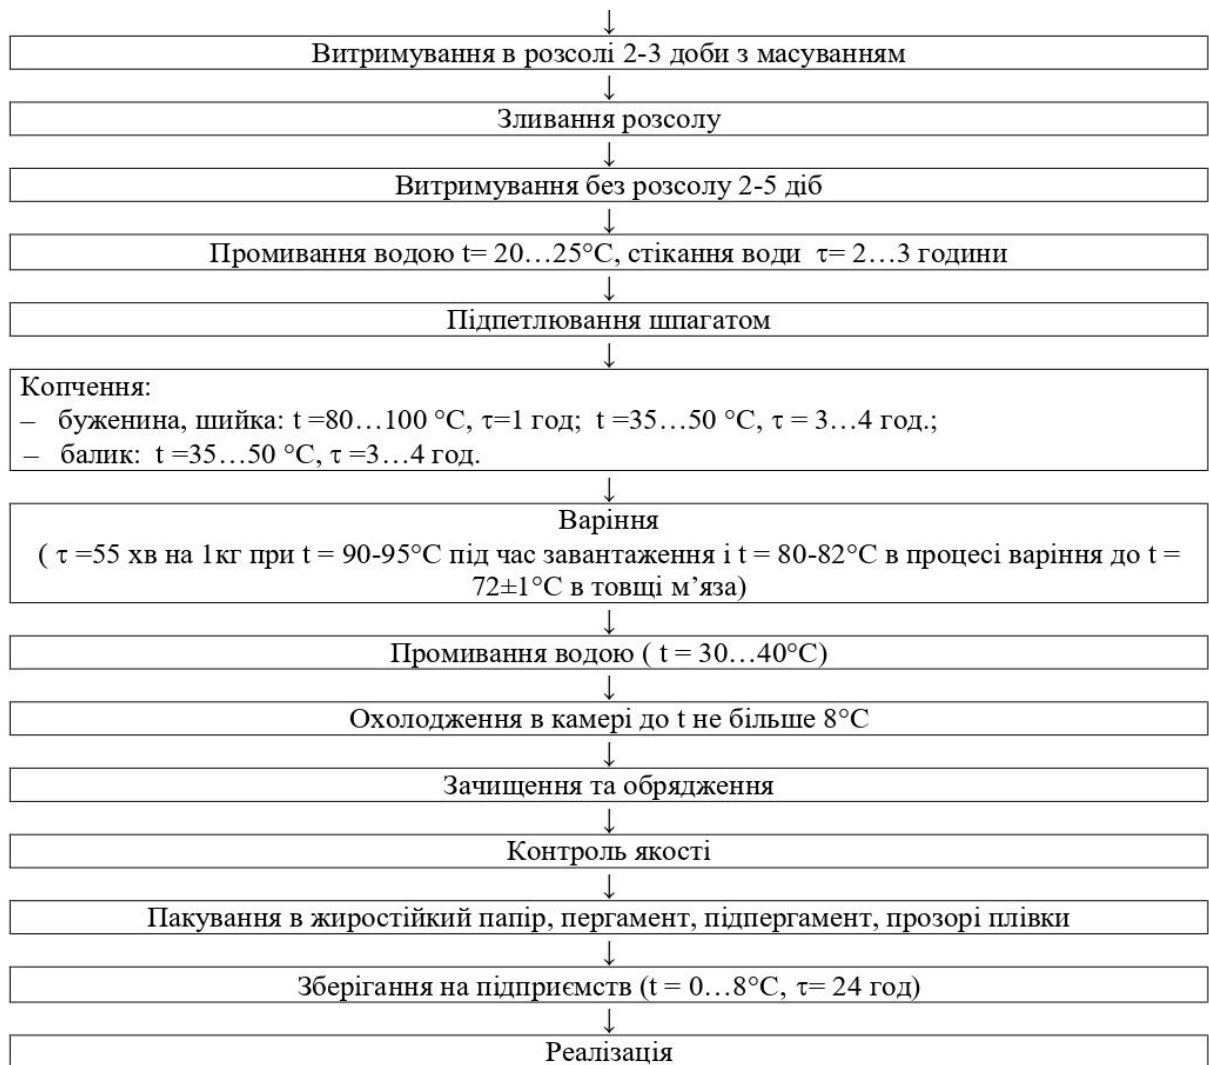 ↓
Витримування в розсолі 2-3 доби з масуванням
↓
Зливання розсолу
↓
Витримування без розсолу 2-5 діб
↓
Промивання водою t= 20…25°С, стікання води τ= 2…3 години
↓
Підпетлювання шпагатом
↓
Копчення:
– буженина, шийка: t =80…100 °С, τ=1 год; t =35…50 °С, τ = 3…4 год.;
– балик: t =35…50 °С, τ =3…4 год.
↓
Варіння
( τ =55 хв на 1кг при t = 90-95°С під час завантаження і t = 80-82°С в процесі варіння до t =
72±1°С в товщі м’яза)
↓
Промивання водою ( t = 30…40°С)
↓
Охолодження в камері до t не більше 8°С
↓
Зачищення та обрядження
↓
Контроль якості
↓
Пакування в жиростійкий папір, пергамент, підпергамент, прозорі плівки
↓
Зберігання на підприємств (t = 0…8°С, τ= 24 год)
↓
Реалізація